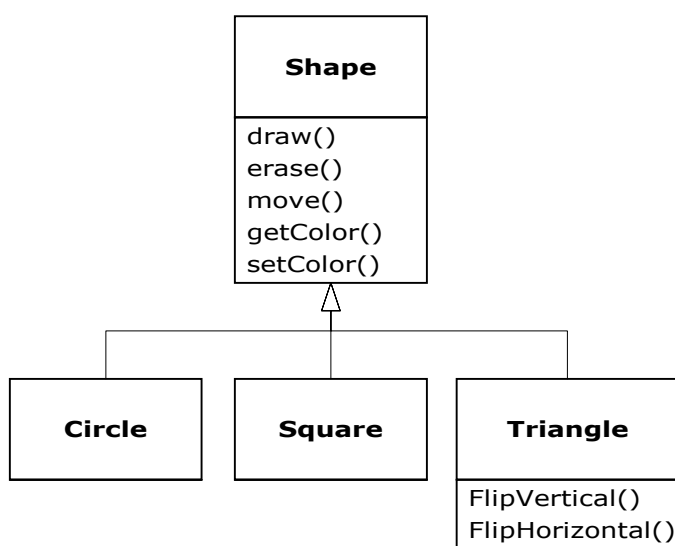 Shape
draw()
erase()
move()
getColor()
setColor()
Circle
Square
Triangle
FlipVertical()
FlipHorizontal()